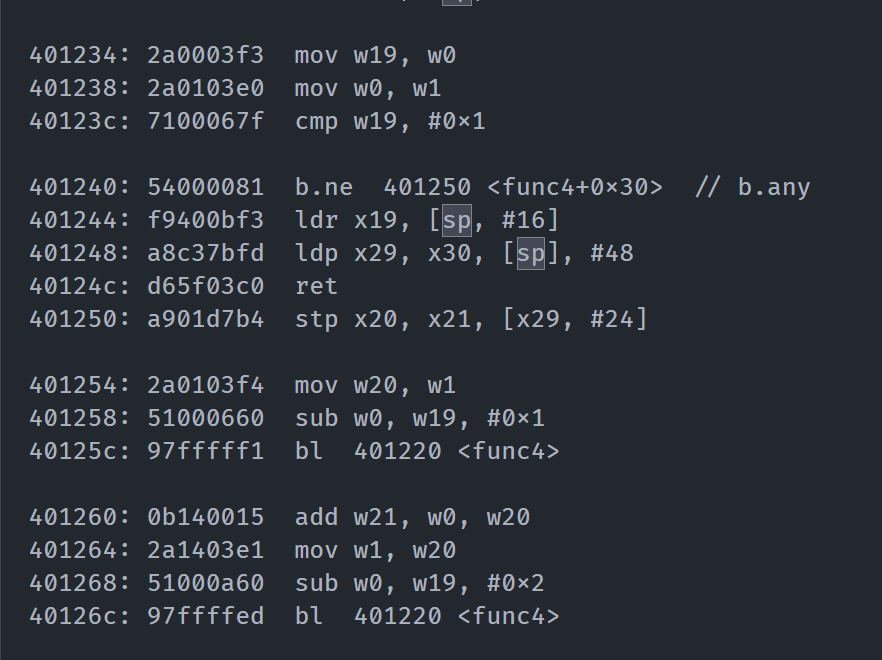 401234: 2a0003f3  mov w19, w0
401238: 2a0103e0  mov w0, w1
40123c: 7100067f  cmp w19, #0×1
401240: 54000081  b.ne  401250 <func4+0×30>  // b.any
401244: f9400bf3  ldr x19, [sp, #16]
401248: a8c37bfd  ldp x29, x30, [sp], #48
40124c: d65f03c0  ret
401250: a901d7b4  stp x20, x21, [x29, #24]
401254: 2a0103f4  mov w20, w1
401258: 51000660  sub w0, w19, #0×1
40125c: 97fffff1  bl  401220 <func4>
401260: 0b140015  add w21, w0, w20
401264: 2a1403e1  mov w1, w20
401268: 51000a60  sub w0, w19, #0×2
40126c: 97ffffed  bl  401220 <func4>